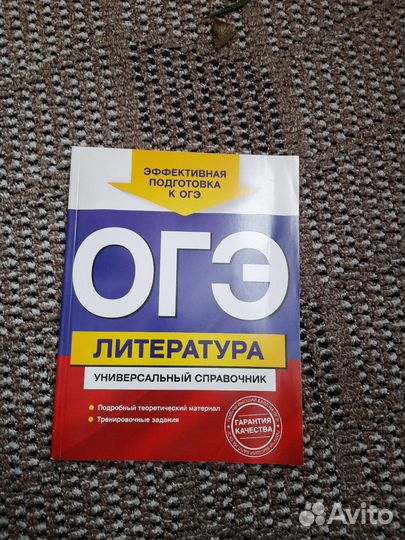 ЭФФЕКТИВНАЯ
ПОДГОТОВКА
К ОГЭ
ОГЭ
ЛИТЕРАТУРА
УНИВЕРСАЛЬНЫЙ СПРАВОЧНИК
Подробный теоретический материал
Тренировочные задания
ГАРАНТИЯ
КАЧЕСТВА
Avito